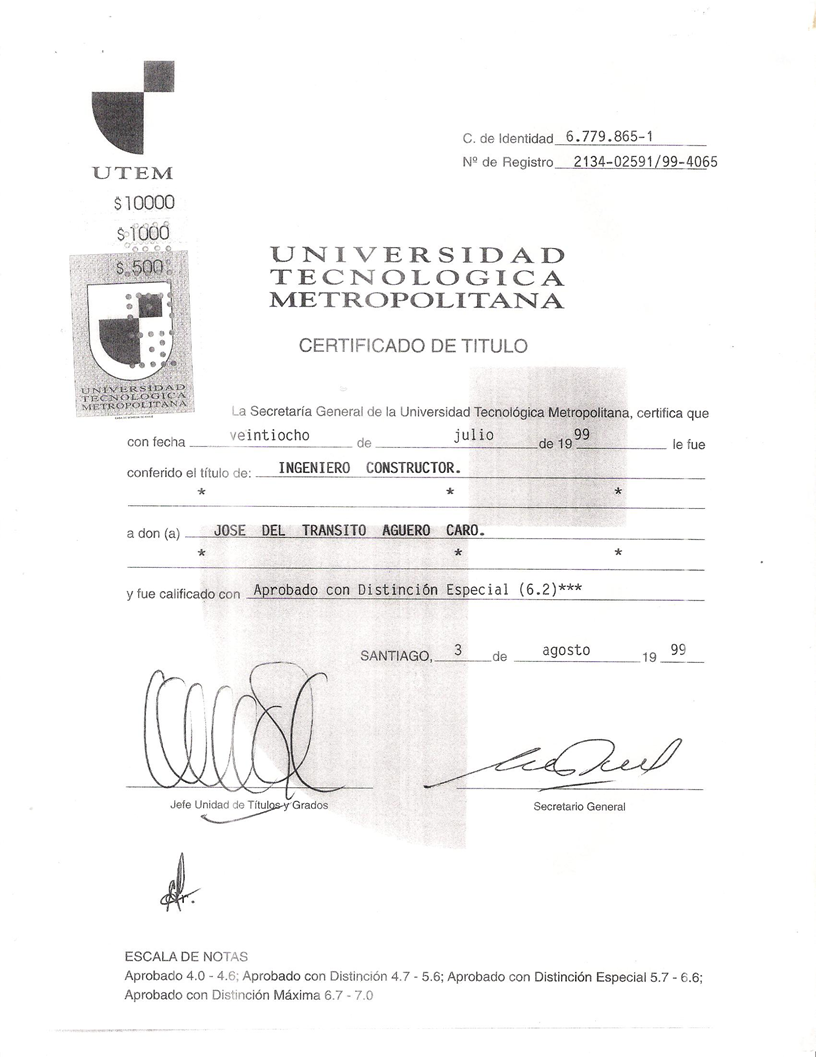 UTEM
$10000
$1000
$.500.
UNIVERSIDAD
TECNOLOGICA
METROPOLITANA
C. de Identidad 6.779.865-1
Nº de Registro 2134-02591/99-4065
UNIVERSIDAD
TECNOLOGICA
METROPOLITANA
CERTIFICADO DE TITULO
La Secretaría General de la Universidad Tecnológica Metropolitana, certifica que
con fecha veintiocho de julio de 1999 le fue
conferido el título de: INGENIERO CONSTRUCTOR.
* * *
a don (a) JOSE DEL TRANSITO AGUERO CARO.
* * *
y fue calificado con Aprobado con Distinción Especial (6.2)***
SANTIAGO, 3 de agosto 19 99
Jefe Unidad de Títulos y Grados
Secretario General
ESCALA DE NOTAS
Aprobado 4.0 - 4.6; Aprobado con Distinción 4.7 - 5.6; Aprobado con Distinción Especial 5.7 - 6.6;
Aprobado con Distinción Máxima 6.7 - 7.0